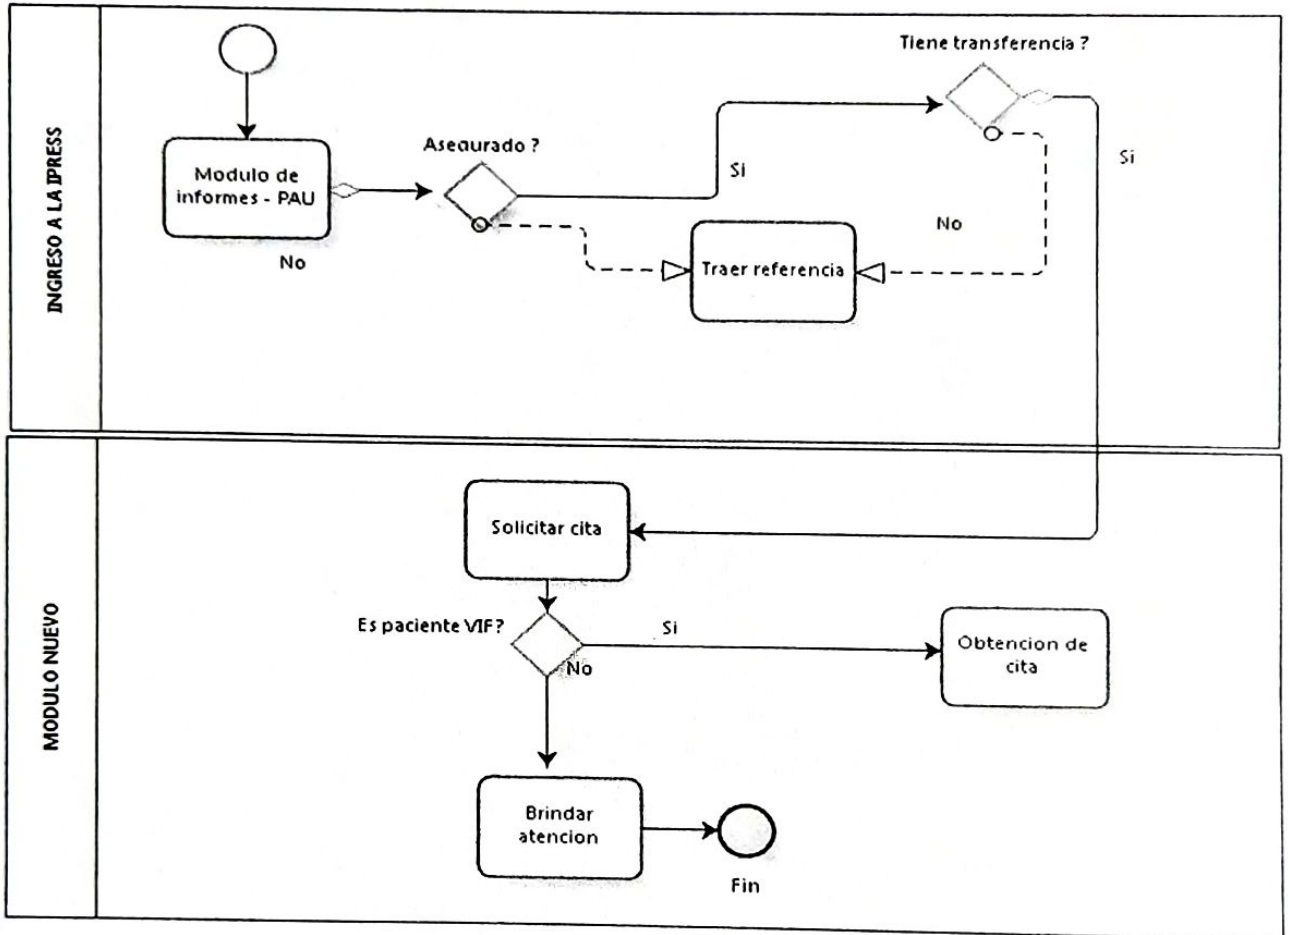 INGRESO A LA IPRESS
Tiene transferencia ?
Asegurado ?
Modulo de
informes - PAU
Si
Si
No
No
Traer referencia
MODULO NUEVO
Solicitar cita
Es paciente VIF?
Si
No
Obtencion de
cita
Brindar
atencion
Fin